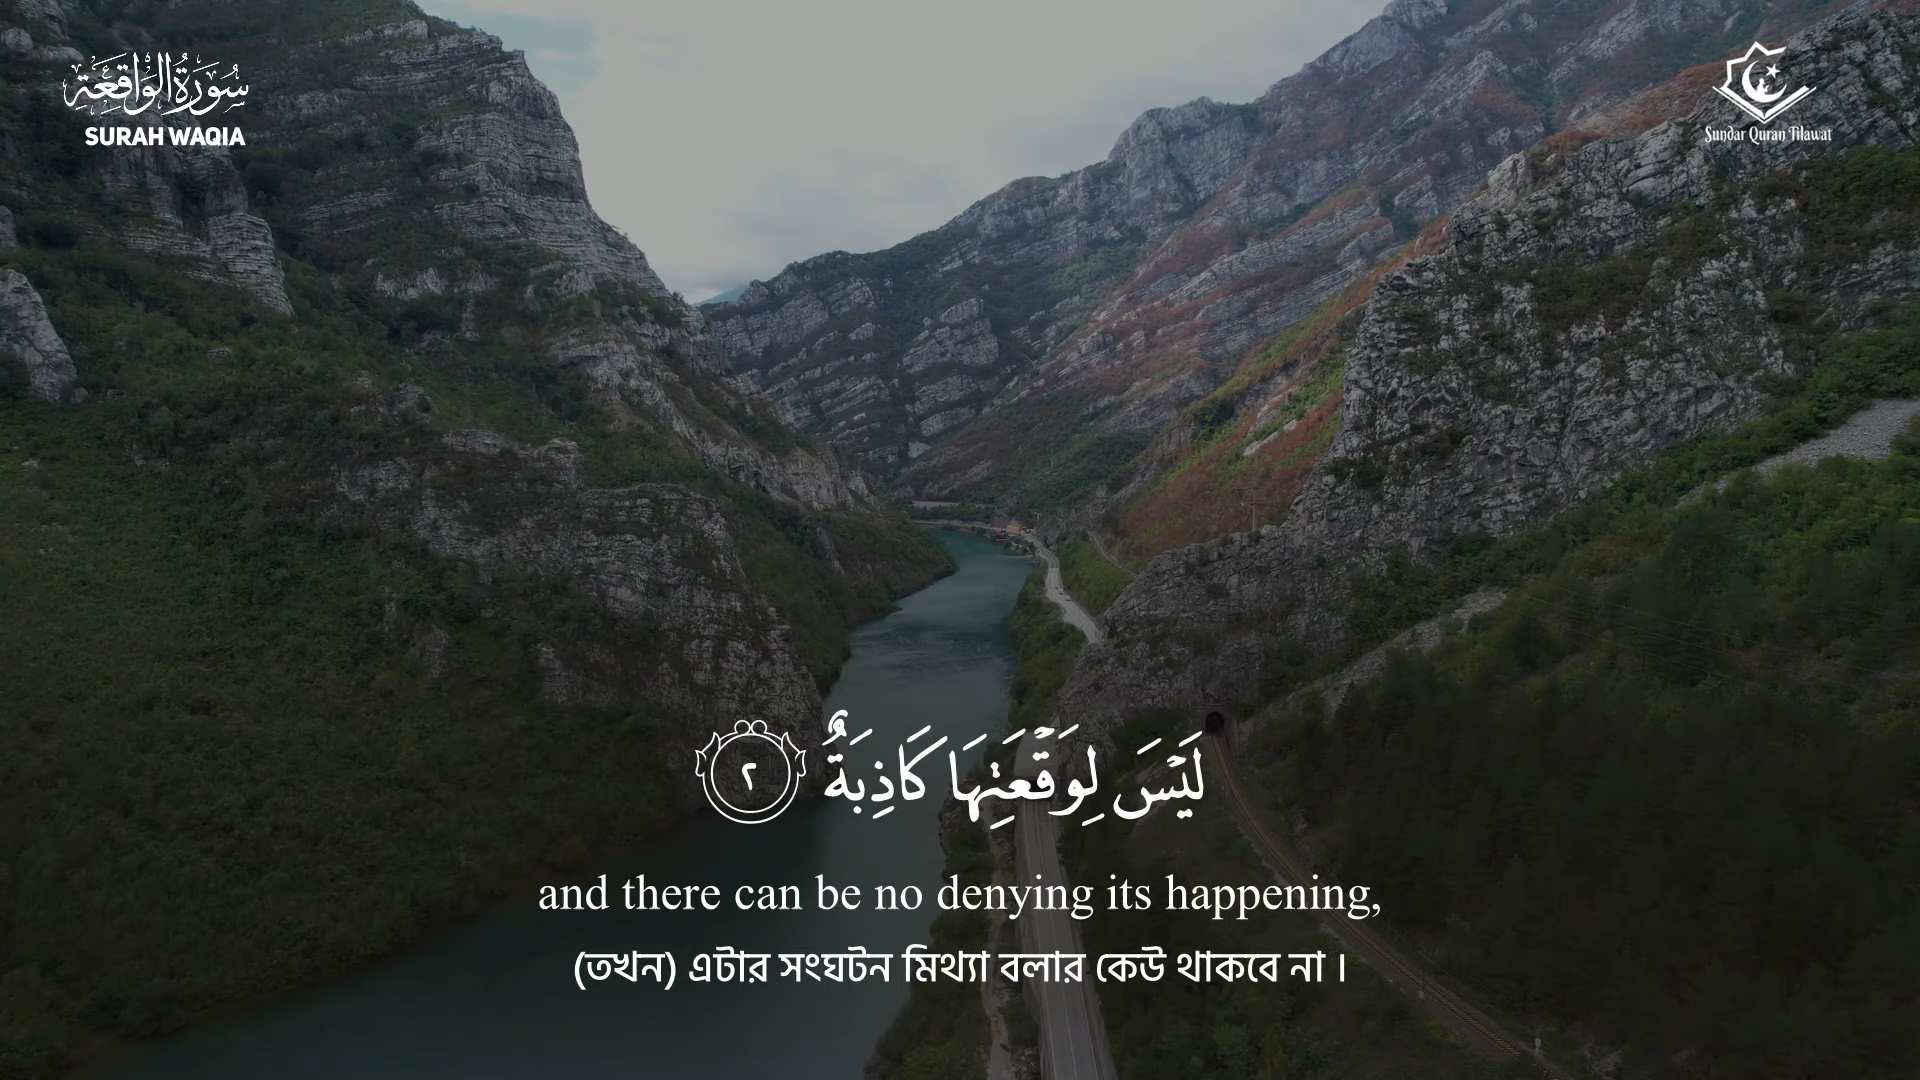 سُورَةُ الوَاقِعَة
SURAH WAQIA
Sundar Quran Tilawat
لَيْسَ لِوَقْعَتِهَا كَاذِبَةٌ ٢
and there can be no denying its happening,
(তখন) এটার সংঘটন মিথ্যা বলার কেউ থাকবে না ।